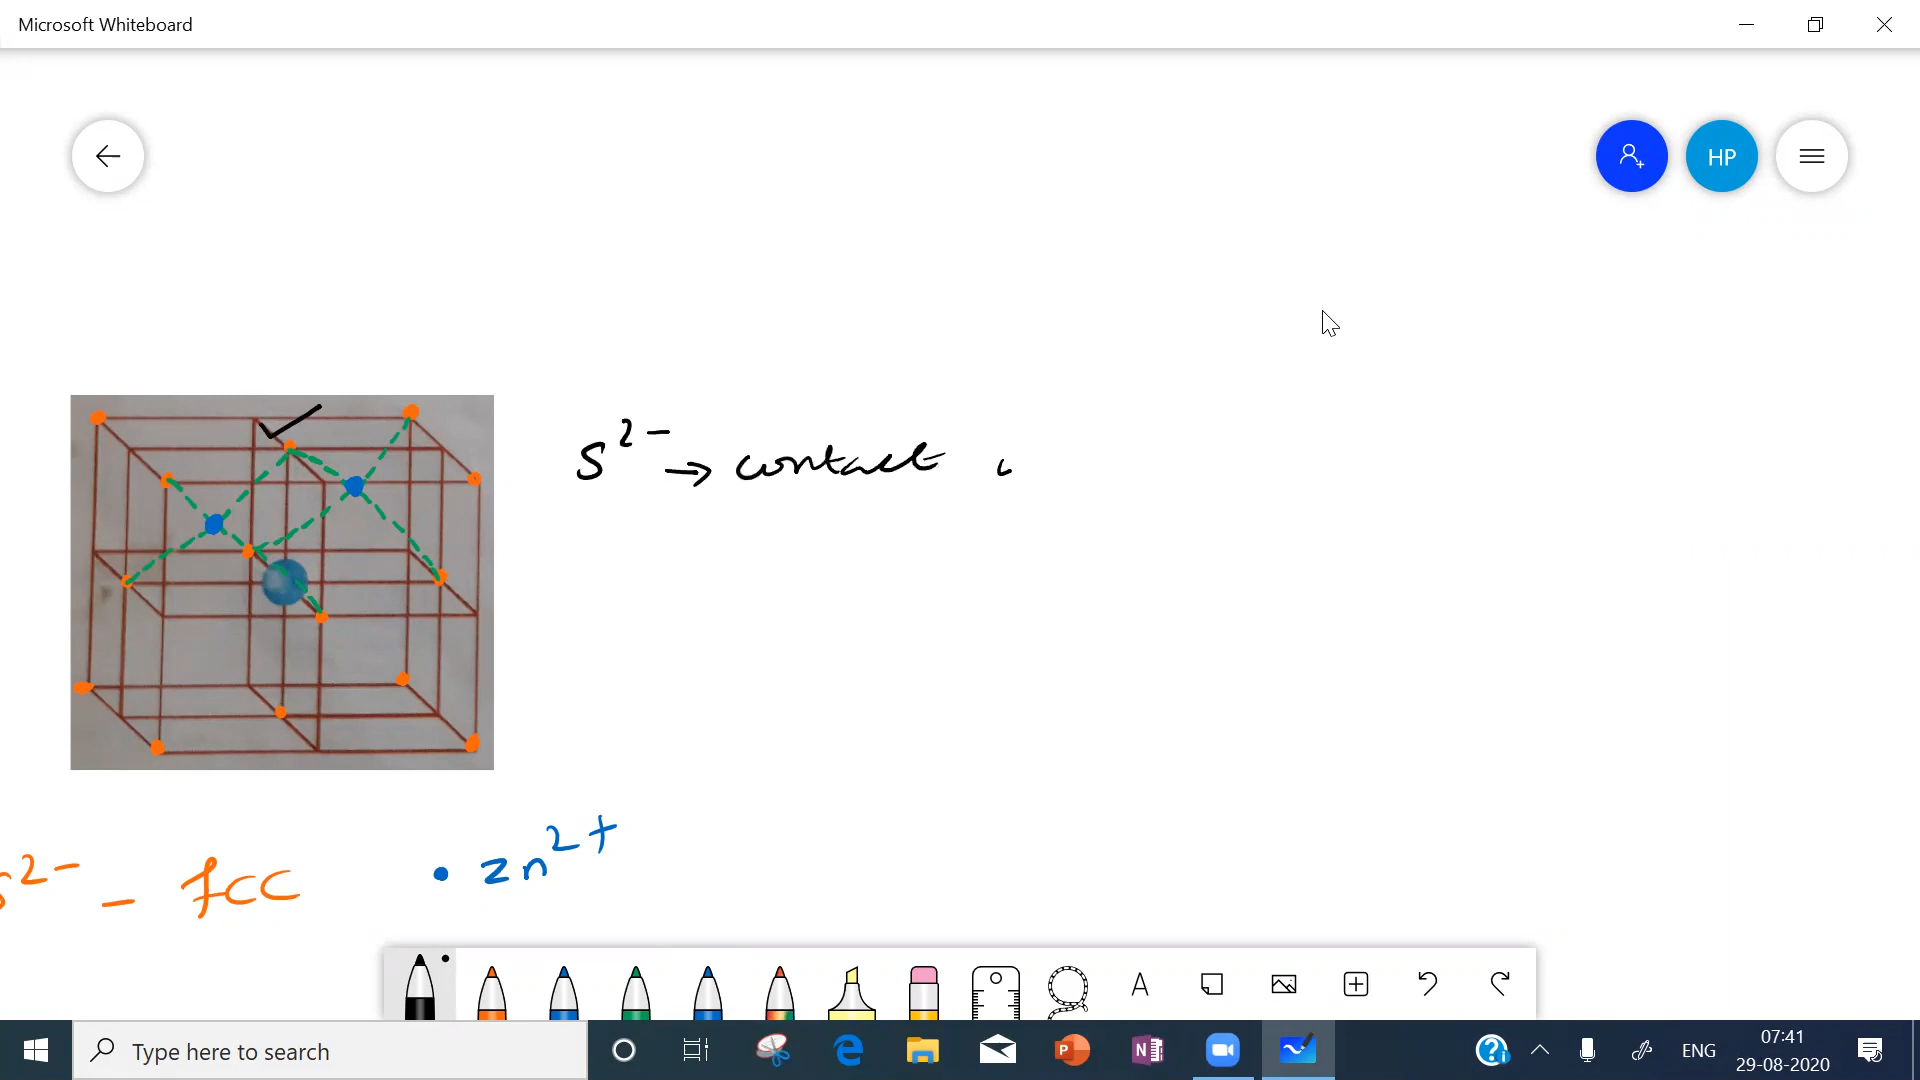 Microsoft Whiteboard
HP
S²⁻ → contact
S²⁻ – fcc
• Zn²⁺
A
Type here to search
ENG
07:41
29-08-2020